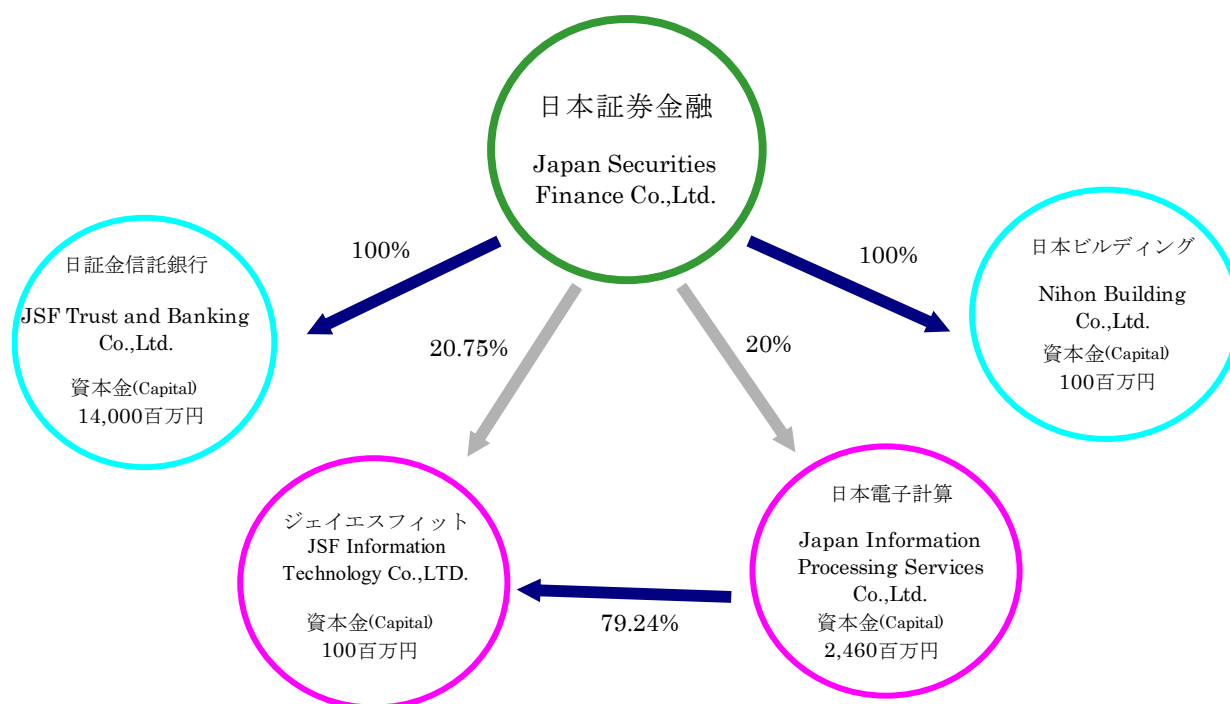 日本証券金融
Japan Securities
Finance Co.,Ltd.
100%
100%
日証金信託銀行
JSF Trust and Banking
Co.,Ltd.
資本金(Capital)
14,000百万円
日本ビルディング
Nihon Building
Co.,Ltd.
資本金(Capital)
100百万円
20.75%
20%
ジェイエスフィット
JSF Information
Technology Co.,LTD.
資本金(Capital)
100百万円
79.24%
日本電子計算
Japan Information
Processing Services
Co.,Ltd.
資本金(Capital)
2,460百万円